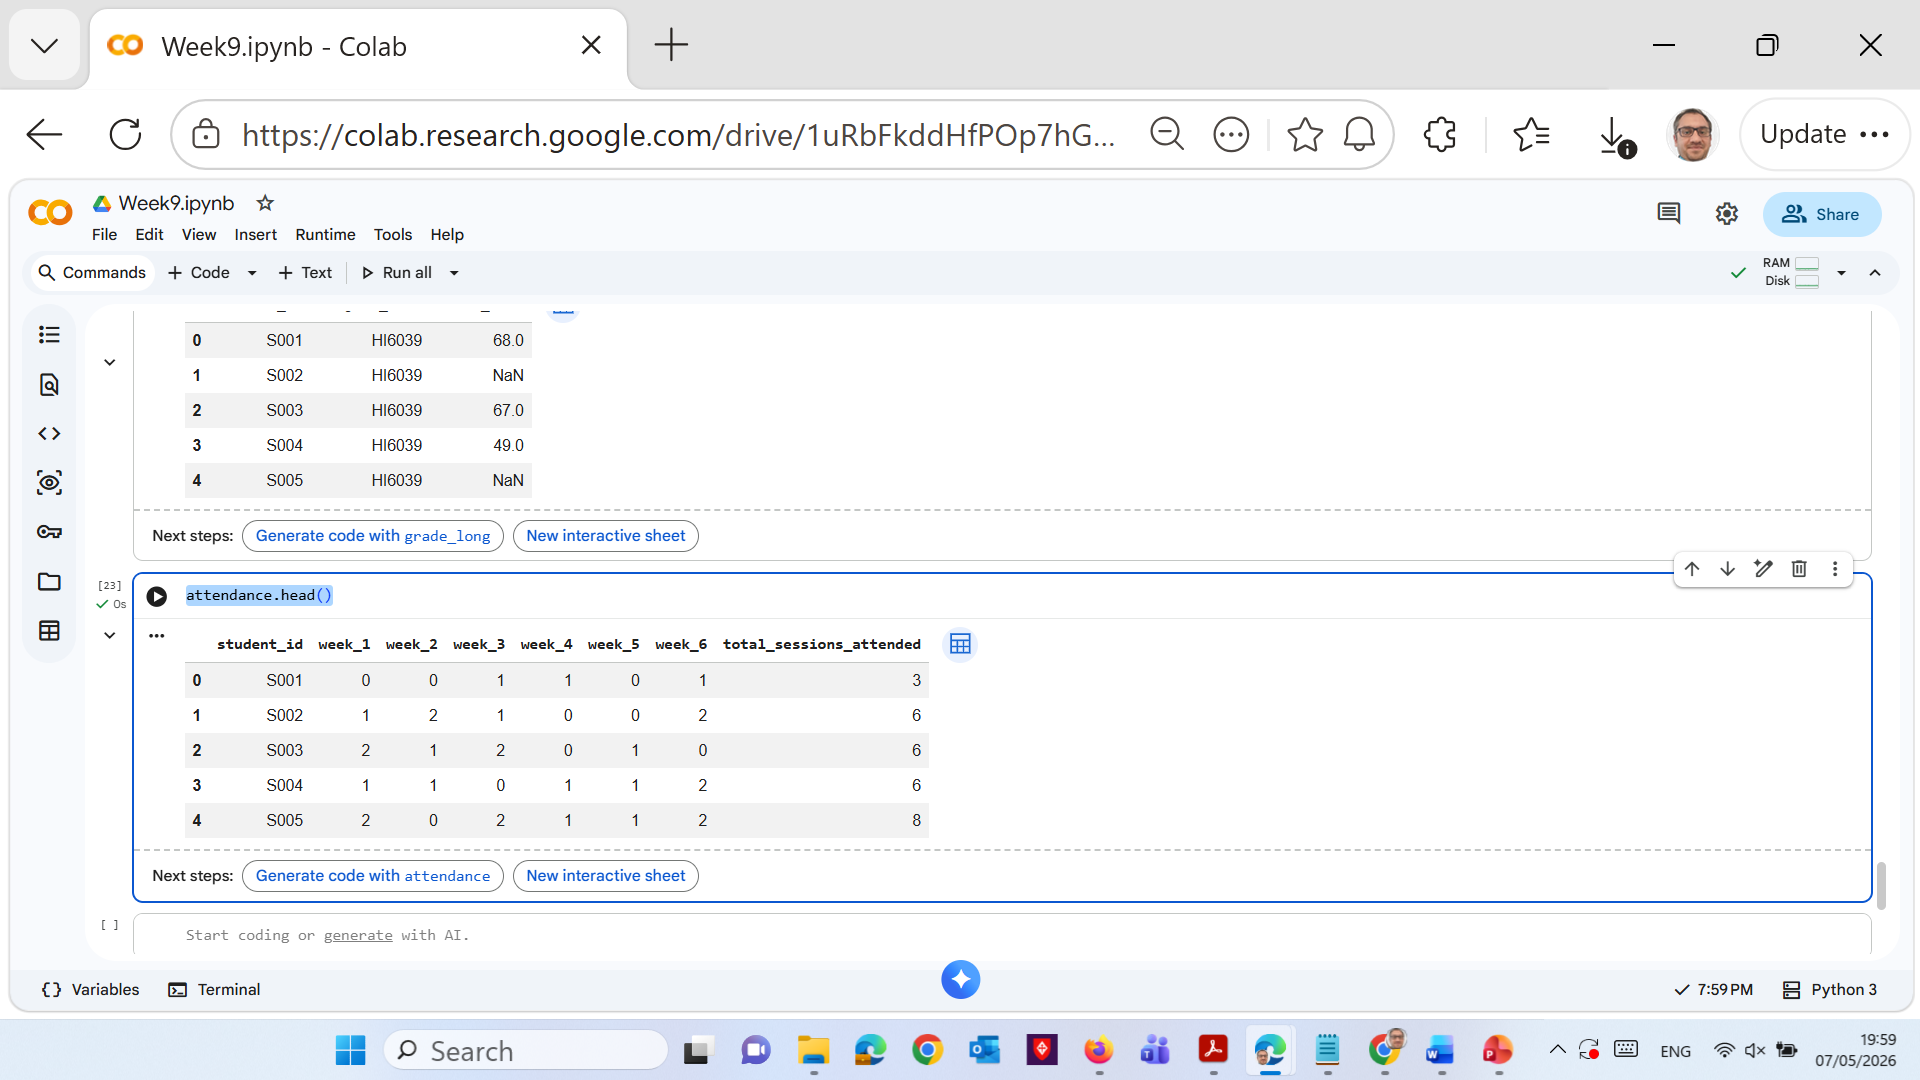 Week9.ipynb - Colab
https://colab.research.google.com/drive/1uRbFkddHfPOp7hG...
Update
Week9.ipynb
File Edit View Insert Runtime Tools Help
Share
Commands + Code + Text Run all
RAM
Disk
0 S001 HI6039 68.0
1 S002 HI6039 NaN
2 S003 HI6039 67.0
3 S004 HI6039 49.0
4 S005 HI6039 NaN
Next steps: Generate code with grade_long New interactive sheet
[23]
0s
attendance.head()
student_id week_1 week_2 week_3 week_4 week_5 week_6 total_sessions_attended
0 S001 0 0 1 1 0 1 3
1 S002 1 2 1 0 0 2 6
2 S003 2 1 2 0 1 0 6
3 S004 1 1 0 1 1 2 6
4 S005 2 0 2 1 1 2 8
Next steps: Generate code with attendance New interactive sheet
[ ]
Start coding or generate with AI.
{} Variables Terminal
7:59 PM Python 3
Search
ENG
19:59
07/05/2026